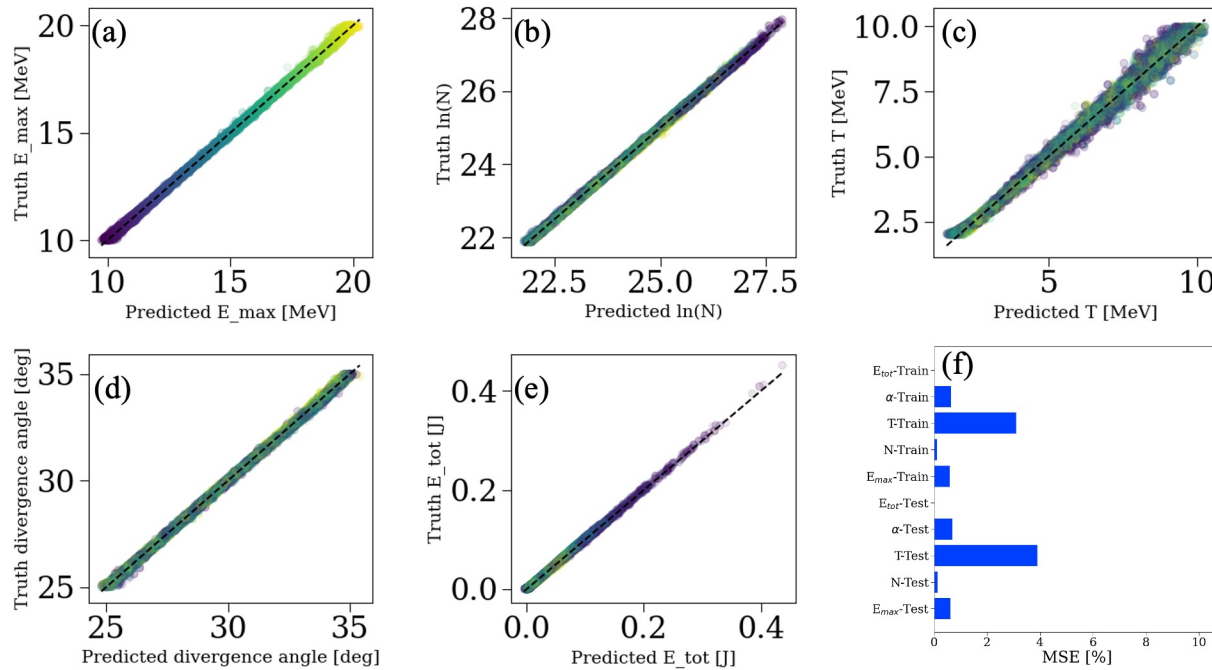 (a)
Truth E_max [MeV]
20
15
10
10 15 20
Predicted E_max [MeV]
(b)
Truth ln(N)
28
26
24
22
22.5 25.0 27.5
Predicted ln(N)
(c)
Truth T [MeV]
10.0
7.5
5.0
2.5
5 10
Predicted T [MeV]
(d)
Truth divergence angle [deg]
35
30
25
25 30 35
Predicted divergence angle [deg]
(e)
Truth E_tot [J]
0.4
0.2
0.0
0.0 0.2 0.4
Predicted E_tot [J]
(f)
E_tot-Train
α-Train
T-Train
N-Train
E_max-Train
E_tot-Test
α-Test
T-Test
N-Test
E_max-Test
0 2 4 6 8 10
MSE [%]